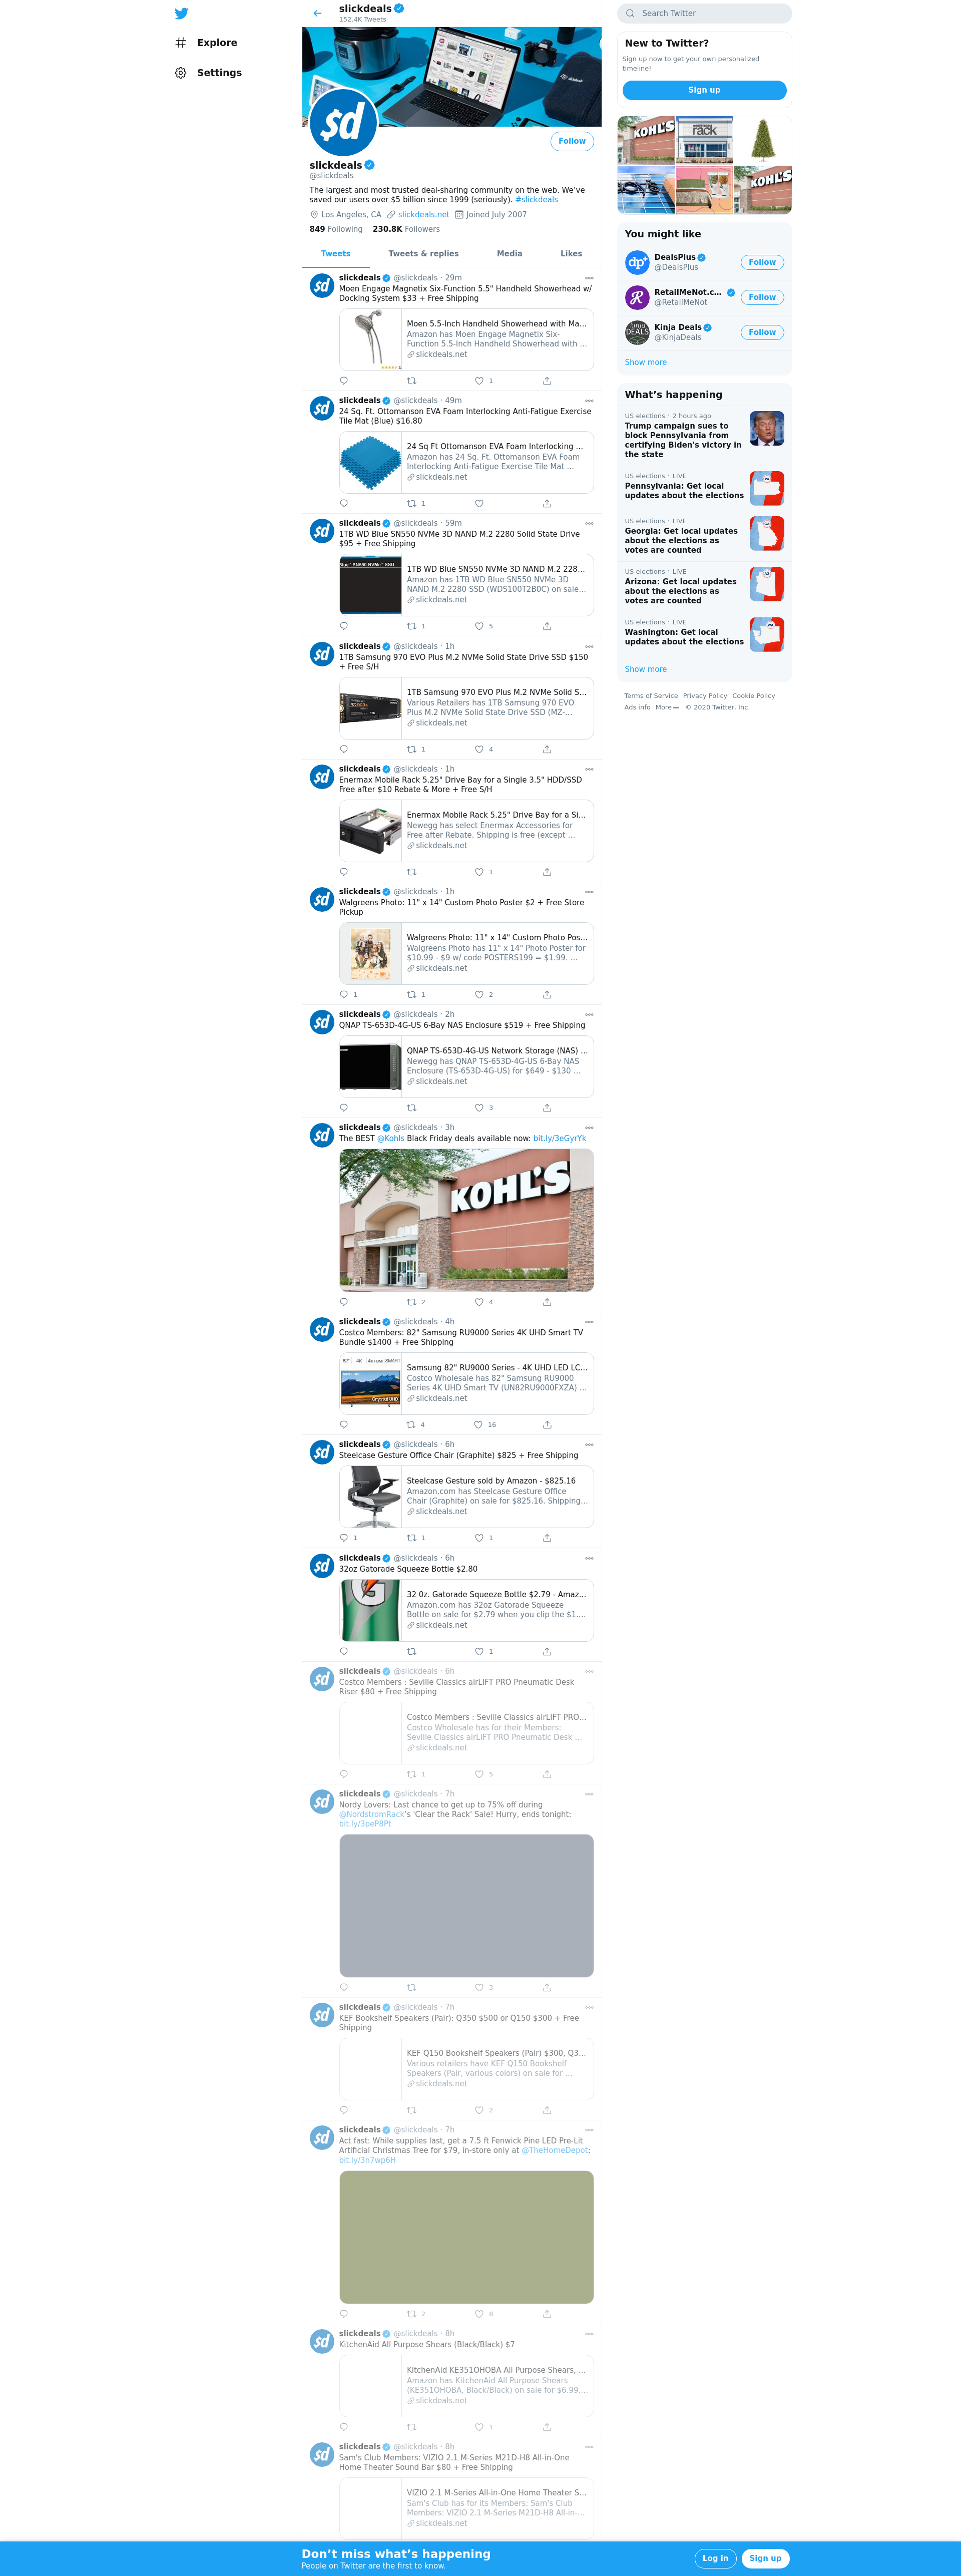 Explore
Settings
slickdeals
152.4K Tweets
$d
Follow
slickdeals
@slickdeals
The largest and most trusted deal-sharing community on the web. We've
saved our users over $5 billion since 1999 (seriously). #slickdeals
Los Angeles, CA slickdeals.net Joined July 2007
849 Following 230.8K Followers
Tweets Tweets & replies Media Likes
slickdeals @slickdeals · 29m
Moen Engage Magnetix Six-Function 5.5" Handheld Showerhead w/
Docking System $33 + Free Shipping
Moen 5.5-Inch Handheld Showerhead with Ma...
Amazon has Moen Engage Magnetix Six-
Function 5.5-Inch Handheld Showerhead with ...
slickdeals.net
1
slickdeals @slickdeals · 49m
24 Sq. Ft. Ottomanson EVA Foam Interlocking Anti-Fatigue Exercise
Tile Mat (Blue) $16.80
24 Sq Ft Ottomanson EVA Foam Interlocking ...
Amazon has 24 Sq. Ft. Ottomanson EVA Foam
Interlocking Anti-Fatigue Exercise Tile Mat ...
slickdeals.net
1
slickdeals @slickdeals · 59m
1TB WD Blue SN550 NVMe 3D NAND M.2 2280 Solid State Drive
$95 + Free Shipping
Blue™ SN550 NVMe™ SSD
1TB WD Blue SN550 NVMe 3D NAND M.2 228...
Amazon has 1TB WD Blue SN550 NVMe 3D
NAND M.2 2280 SSD (WDS100T2B0C) on sale...
slickdeals.net
1 5
slickdeals @slickdeals · 1h
1TB Samsung 970 EVO Plus M.2 NVMe Solid State Drive SSD $150
+ Free S/H
1TB Samsung 970 EVO Plus M.2 NVMe Solid S...
Various Retailers has 1TB Samsung 970 EVO
Plus M.2 NVMe Solid State Drive SSD (MZ-...
slickdeals.net
1 4
slickdeals @slickdeals · 1h
Enermax Mobile Rack 5.25" Drive Bay for a Single 3.5" HDD/SSD
Free after $10 Rebate & More + Free S/H
Enermax Mobile Rack 5.25" Drive Bay for a Si...
Newegg has select Enermax Accessories for
Free after Rebate. Shipping is free (except ...
slickdeals.net
1
slickdeals @slickdeals · 1h
Walgreens Photo: 11" x 14" Custom Photo Poster $2 + Free Store
Pickup
Walgreens Photo: 11" x 14" Custom Photo Pos...
Walgreens Photo has 11" x 14" Photo Poster for
$10.99 - $9 w/ code POSTERS199 = $1.99. ...
slickdeals.net
1 1 2
slickdeals @slickdeals · 2h
QNAP TS-653D-4G-US 6-Bay NAS Enclosure $519 + Free Shipping
QNAP TS-653D-4G-US Network Storage (NAS) ...
Newegg has QNAP TS-653D-4G-US 6-Bay NAS
Enclosure (TS-653D-4G-US) for $649 - $130 ...
slickdeals.net
3
slickdeals @slickdeals · 3h
The BEST @Kohls Black Friday deals available now: bit.ly/3eGyrYk
KOHL'S
2 4
slickdeals @slickdeals · 4h
Costco Members: 82" Samsung RU9000 Series 4K UHD Smart TV
Bundle $1400 + Free Shipping
82" 4K
Crystal UHD
Samsung 82" RU9000 Series - 4K UHD LED LC...
Costco Wholesale has 82" Samsung RU9000
Series 4K UHD Smart TV (UN82RU9000FXZA) ...
slickdeals.net
4 16
slickdeals @slickdeals · 6h
Steelcase Gesture Office Chair (Graphite) $825 + Free Shipping
Steelcase Gesture sold by Amazon - $825.16
Amazon.com has Steelcase Gesture Office
Chair (Graphite) on sale for $825.16. Shipping...
slickdeals.net
1 1 1
slickdeals @slickdeals · 6h
32oz Gatorade Squeeze Bottle $2.80
G
32 0z. Gatorade Squeeze Bottle $2.79 - Amaz...
Amazon.com has 32oz Gatorade Squeeze
Bottle on sale for $2.79 when you clip the $1....
slickdeals.net
1
slickdeals @slickdeals · 6h
Costco Members : Seville Classics airLIFT PRO Pneumatic Desk
Riser $80 + Free Shipping
Costco Members : Seville Classics airLIFT PRO...
Costco Wholesale has for their Members:
Seville Classics airLIFT PRO Pneumatic Desk ...
slickdeals.net
1 5
slickdeals @slickdeals · 7h
Nordy Lovers: Last chance to get up to 75% off during
@NordstromRack's 'Clear the Rack' Sale! Hurry, ends tonight:
bit.ly/3peP8Pt
3
slickdeals @slickdeals · 7h
KEF Bookshelf Speakers (Pair): Q350 $500 or Q150 $300 + Free
Shipping
KEF Q150 Bookshelf Speakers (Pair) $300, Q3...
Various retailers have KEF Q150 Bookshelf
Speakers (Pair, various colors) on sale for ...
slickdeals.net
2
slickdeals @slickdeals · 7h
Act fast: While supplies last, get a 7.5 ft Fenwick Pine LED Pre-Lit
Artificial Christmas Tree for $79, in-store only at @TheHomeDepot:
bit.ly/3n7wp6H
2 8
slickdeals @slickdeals · 8h
KitchenAid All Purpose Shears (Black/Black) $7
KitchenAid KE351OHOBA All Purpose Shears, ...
Amazon has KitchenAid All Purpose Shears
(KE351OHOBA, Black/Black) on sale for $6.99....
slickdeals.net
1
slickdeals @slickdeals · 8h
Sam's Club Members: VIZIO 2.1 M-Series M21D-H8 All-in-One
Home Theater Sound Bar $80 + Free Shipping
VIZIO 2.1 M-Series All-in-One Home Theater S...
Sam's Club has for its Members: Sam's Club
Members: VIZIO 2.1 M-Series M21D-H8 All-in-...
slickdeals.net
Search Twitter
New to Twitter?
Sign up now to get your own personalized
timeline!
Sign up
KOHL'S
rack
KOHL'S
You might like
dp+
DealsPlus
@DealsPlus
Follow
RetailMeNot.c...
@RetailMeNot
Follow
KINJA
DEALS
Kinja Deals
@KinjaDeals
Follow
Show more
What's happening
US elections · 2 hours ago
Trump campaign sues to
block Pennsylvania from
certifying Biden's victory in
the state
US elections · LIVE
Pennsylvania: Get local
updates about the elections
PA
US elections · LIVE
Georgia: Get local updates
about the elections as
votes are counted
GA
US elections · LIVE
Arizona: Get local updates
about the elections as
votes are counted
AZ
US elections · LIVE
Washington: Get local
updates about the elections
WA
Show more
Terms of Service Privacy Policy Cookie Policy
Ads info More © 2020 Twitter, Inc.
Don't miss what's happening
People on Twitter are the first to know.
Log in Sign up